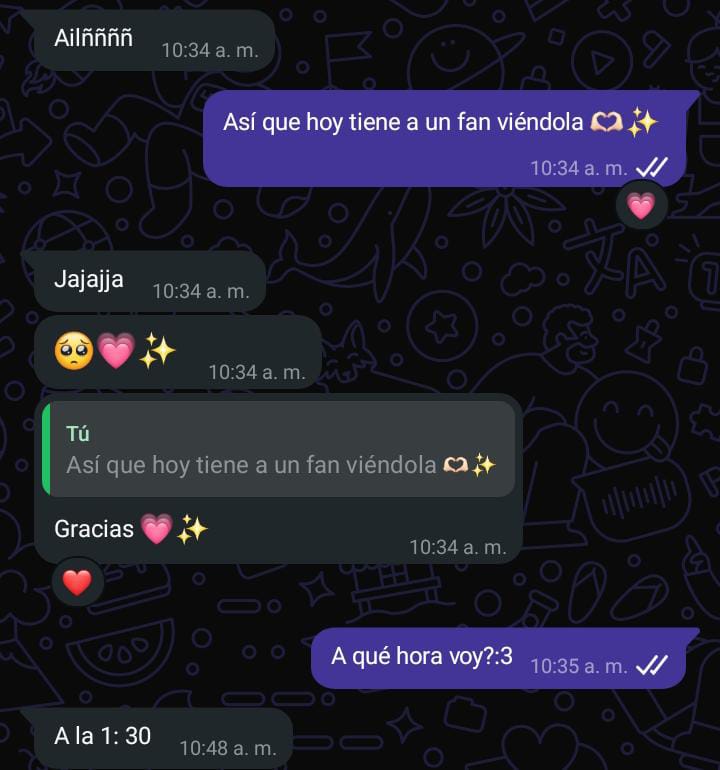 Ailññññ 10:34 a. m.
Así que hoy tiene a un fan viéndola 🫶🏻✨
10:34 a. m.
💗
Jajajja 10:34 a. m.
🥺💗✨ 10:34 a. m.
Tú
Así que hoy tiene a un fan viéndola 🫶🏻✨
Gracias 💗✨ 10:34 a. m.
❤️
A qué hora voy?:3 10:35 a. m.
A la 1: 30 10:48 a. m.